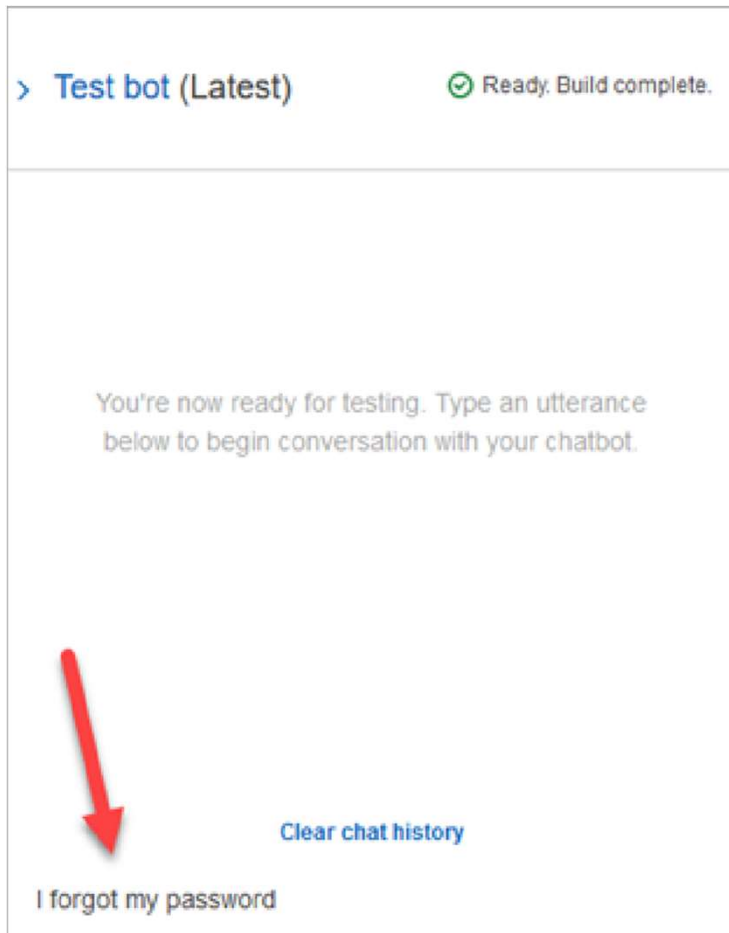 Test bot (Latest)
Ready. Build complete.
You're now ready for testing. Type an utterance
below to begin conversation with your chatbot.
Clear chat history
I forgot my password